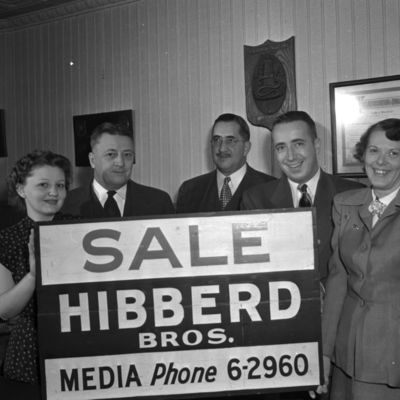 SALE
HIBBERD
BROS.
MEDIA Phone 6-2960